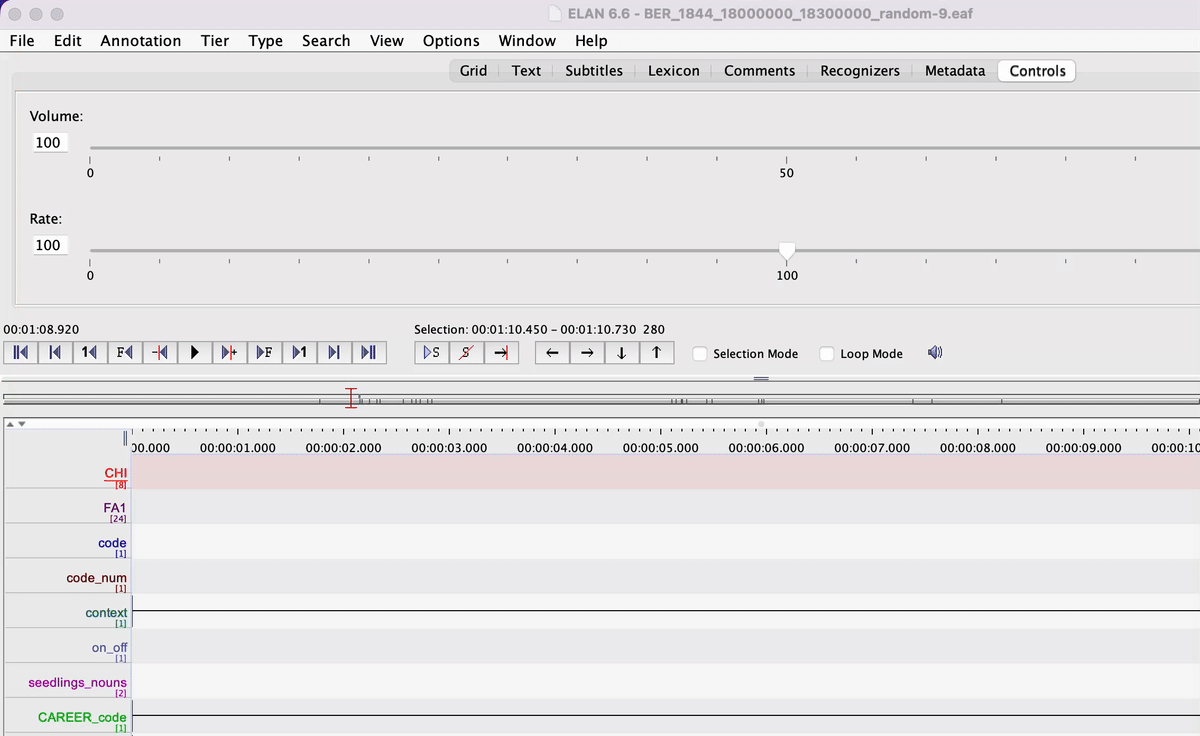 ELAN 6.6 - BER_1844_18000000_18300000_random-9.eaf
File Edit Annotation Tier Type Search View Options Window Help
Grid Text Subtitles Lexicon Comments Recognizers Metadata Controls
Volume:
100
0 50
Rate:
100
0 100
00:01:08.920 Selection: 00:01:10.450 - 00:01:10.730 280
1 F F 1 S S Selection Mode Loop Mode
00.000 00:00:01.000 00:00:02.000 00:00:03.000 00:00:04.000 00:00:05.000 00:00:06.000 00:00:07.000 00:00:08.000 00:00:09.000 00:00:10
CHI
[8]
FA1
[24]
code
[1]
code_num
[1]
context
[1]
on_off
[1]
seedlings_nouns
[2]
CAREER_code
[1]